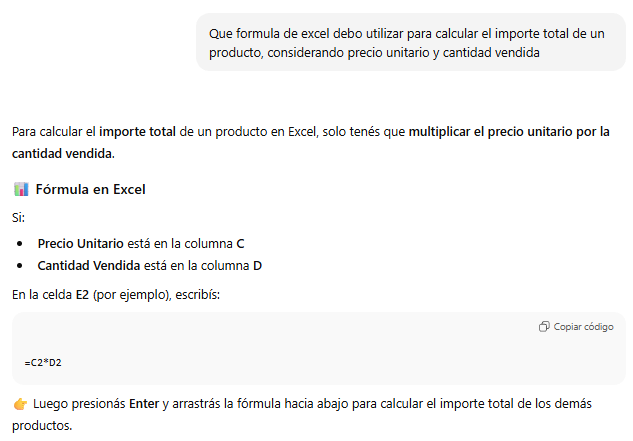 Que formula de excel debo utilizar para calcular el importe total de un
producto, considerando precio unitario y cantidad vendida
Para calcular el importe total de un producto en Excel, solo tenés que multiplicar el precio unitario por la
cantidad vendida.
Fórmula en Excel
Si:
Precio Unitario está en la columna C
Cantidad Vendida está en la columna D
En la celda E2 (por ejemplo), escribís:
Copiar código
=C2*D2
Luego presionás Enter y arrastrás la fórmula hacia abajo para calcular el importe total de los demás
productos.